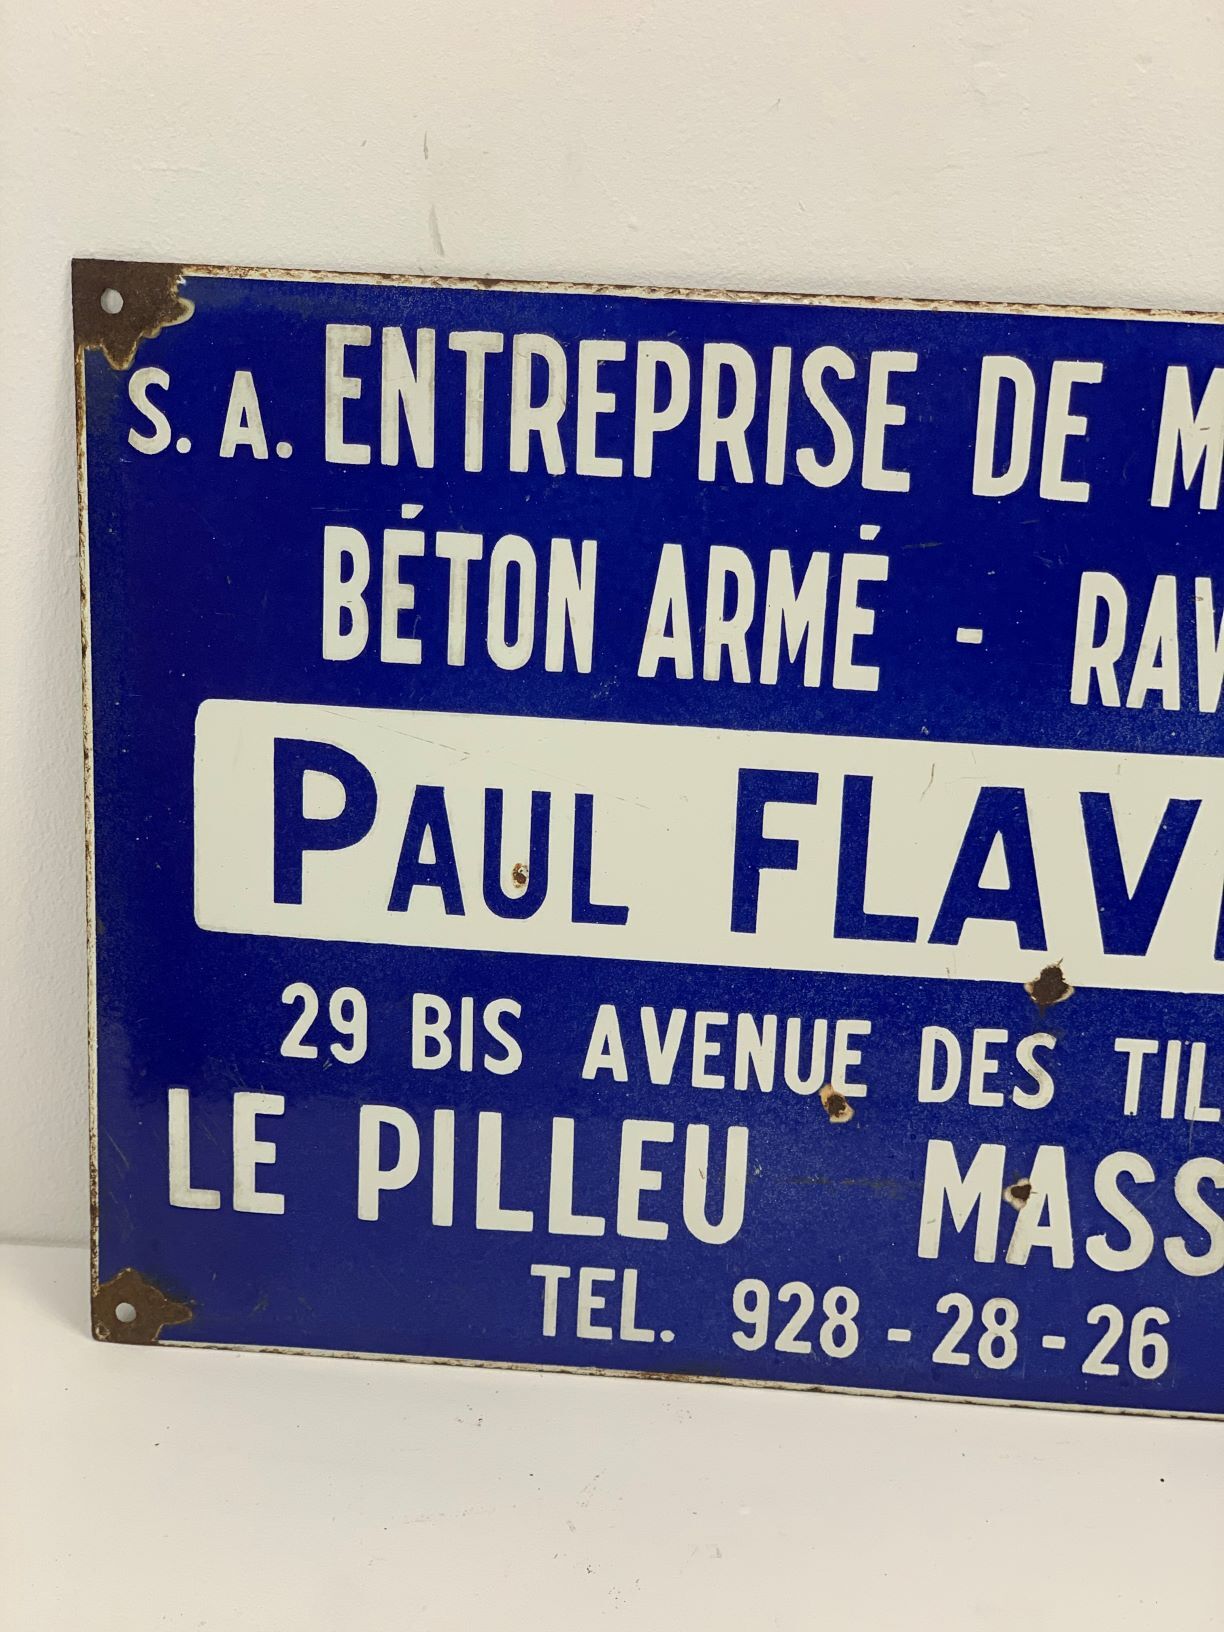 S. A. ENTREPRISE DE M
BÉTON ARMÉ - RAV
PAUL FLAV
29 BIS AVENUE DES TIL
LE PILLEU MASS
TEL. 928 - 28 - 26